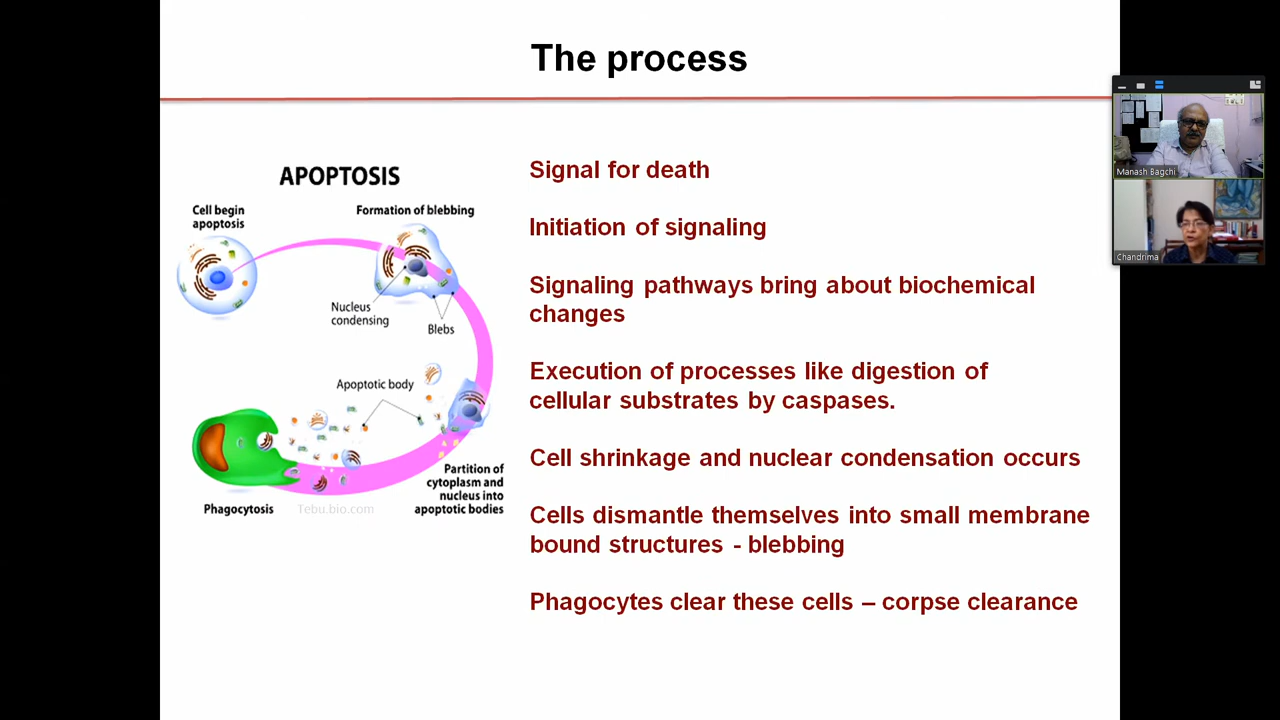 The process
APOPTOSIS
Cell begin
apoptosis
Formation of blebbing
Nucleus
condensing
Blebs
Apoptotic body
Partition of
cytoplasm and
nucleus into
apoptotic bodies
Phagocytosis
Tebu.bio.com
Signal for death
Initiation of signaling
Signaling pathways bring about biochemical
changes
Execution of processes like digestion of
cellular substrates by caspases.
Cell shrinkage and nuclear condensation occurs
Cells dismantle themselves into small membrane
bound structures - blebbing
Phagocytes clear these cells – corpse clearance
Manash Bagchi
Chandrima